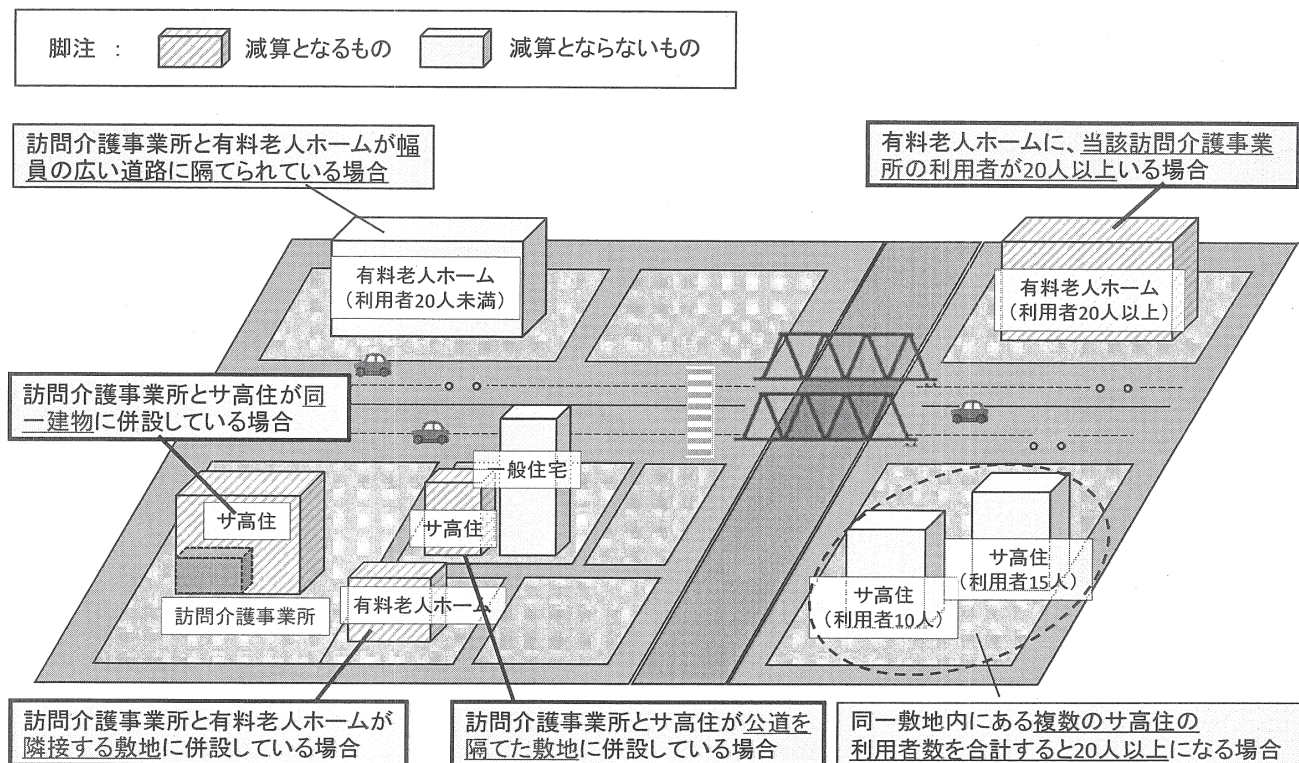 脚注 ： 減算となるもの 減算とならないもの
訪問介護事業所と有料老人ホームが幅
員の広い道路に隔てられている場合
有料老人ホームに、当該訪問介護事業
所の利用者が20人以上いる場合
有料老人ホーム
（利用者20人未満）
有料老人ホーム
（利用者20人以上）
訪問介護事業所とサ高住が同
一建物に併設している場合
一般住宅
サ高住
サ高住
訪問介護事業所
有料老人ホーム
サ高住
（利用者15人）
サ高住
（利用者10人）
訪問介護事業所と有料老人ホームが
隣接する敷地に併設している場合
訪問介護事業所とサ高住が公道を
隔てた敷地に併設している場合
同一敷地内にある複数のサ高住の
利用者数を合計すると20人以上になる場合